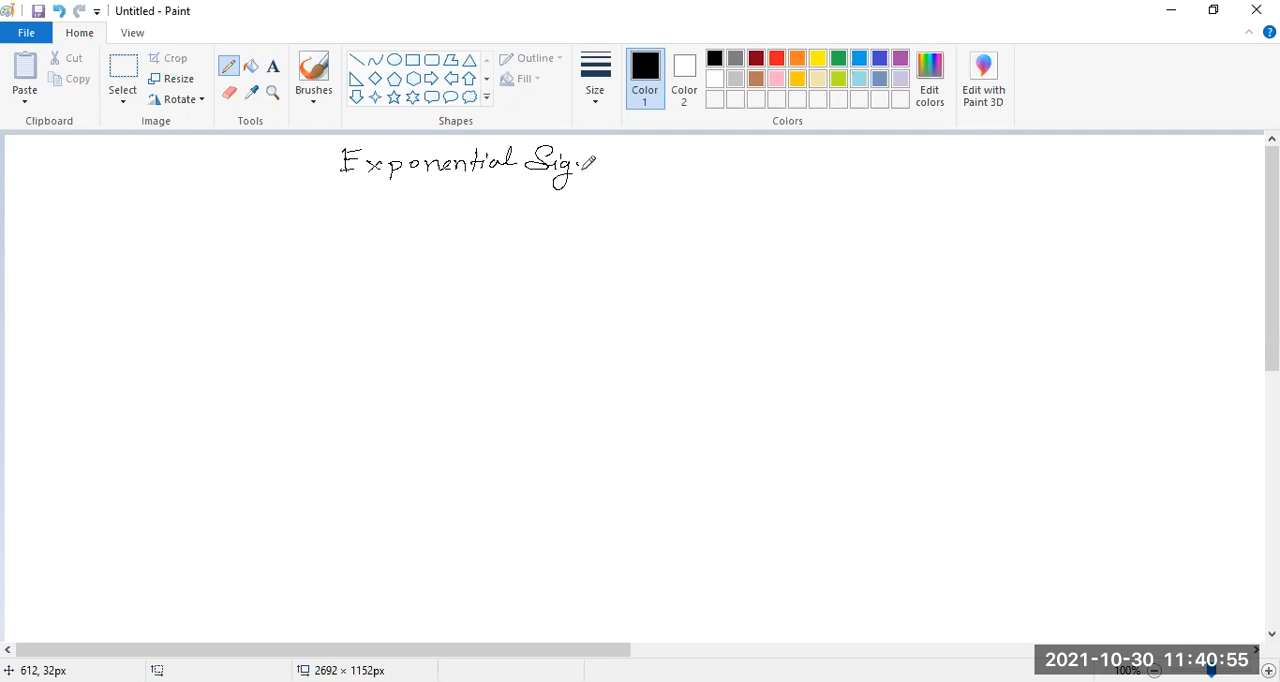 Untitled - Paint
File Home View
Paste
Clipboard
Cut
Copy
Select
Crop
Resize
Rotate
Image
A
Tools
Brushes
Shapes
Outline
Fill
Size
Color 1
Color 2
Colors
Edit colors
Edit with Paint 3D
Exponential Sig
612, 32px
2692 × 1152px
100%
2021-10-30 11:40:55